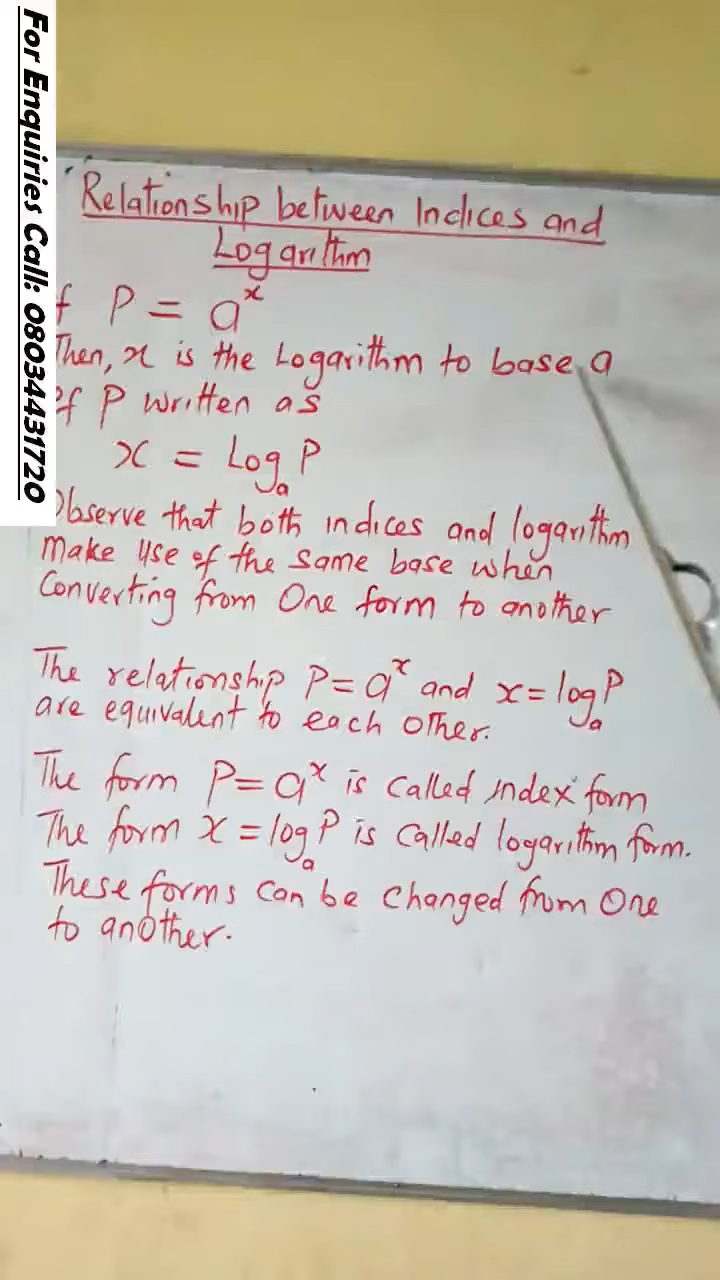 For Enquiries Call: 08034431720
Relationship between Indices and
Logarithm
f P = a^x
Then, x is the Logarithm to base a
of P written as
x = Log_a P
Observe that both indices and logarithm
make use of the same base when
Converting from One form to another
The relationship P = a^x and x = log_a P
are equivalent to each other.
The form P = a^x is called index form
The form x = log_a P is called logarithm form.
These forms can be changed from One
to another.